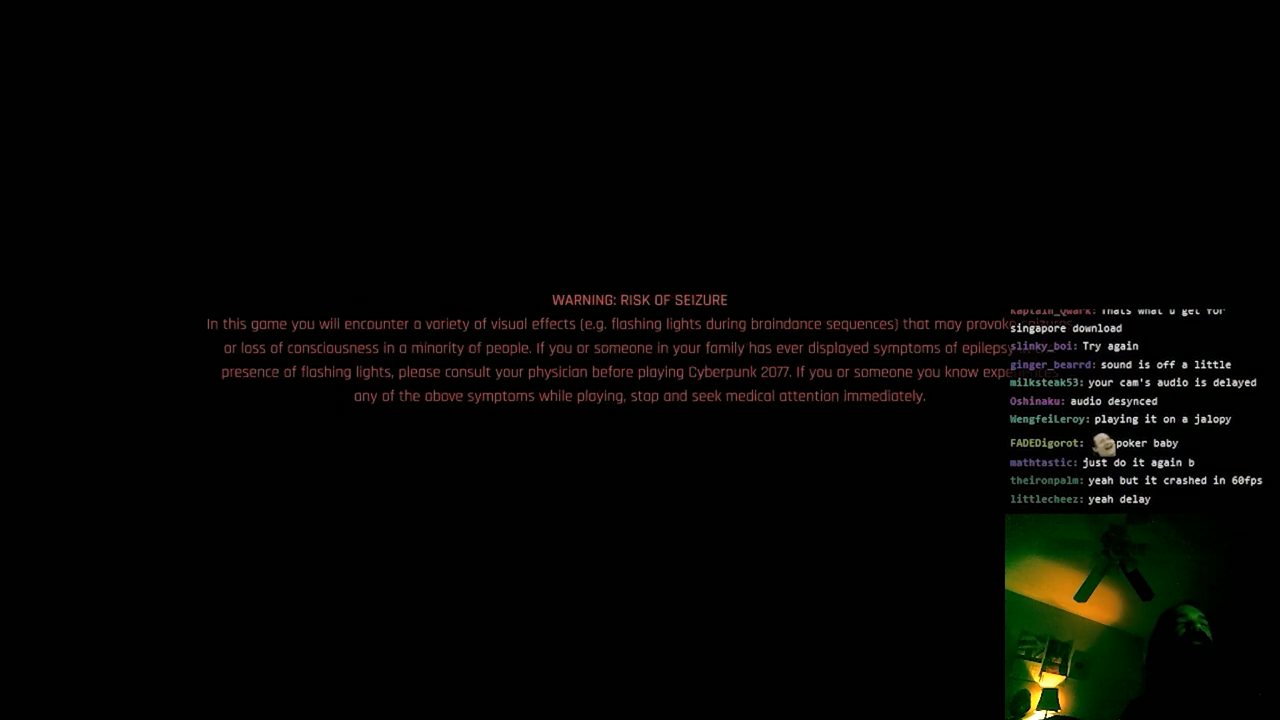 WARNING: RISK OF SEIZURE
In this game you will encounter a variety of visual effects (e.g. flashing lights during braindance sequences) that may provoke
or loss of consciousness in a minority of people. If you or someone in your family has ever displayed symptoms of epilepsy
presence of flashing lights, please consult your physician before playing Cyberpunk 2077. If you or someone you know
any of the above symptoms while playing, stop and seek medical attention immediately.
kaptain_Qwark: Thats what u get for
singapore download
slinky_boi: Try again
ginger_bearrd: sound is off a little
milksteak53: your cam's audio is delayed
Oshinaku: audio desynced
WengfeiLeroy: playing it on a jalopy
FADEDigorot: poker baby
mathtastic: just do it again b
theironpalm: yeah but it crashed in 60fps
littlecheez: yeah delay